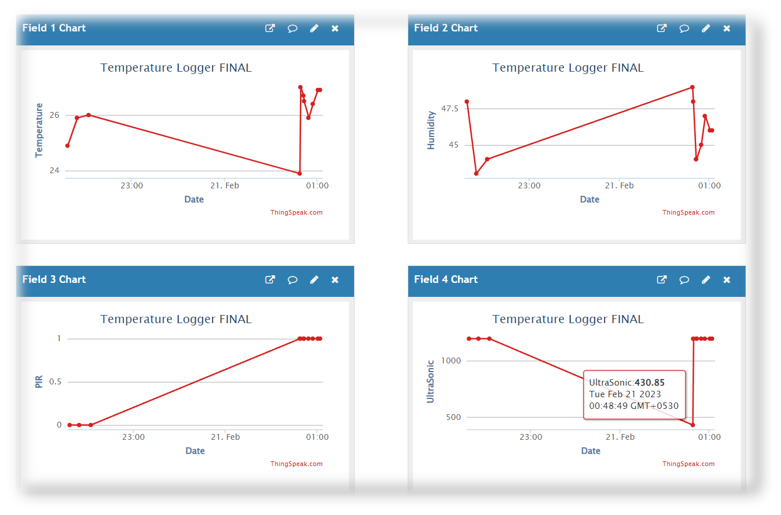 Field 1 Chart
Temperature Logger FINAL
Temperature
26
24
23:00
21. Feb
01:00
Date
ThingSpeak.com
Field 2 Chart
Temperature Logger FINAL
Humidity
47.5
45
23:00
21. Feb
01:00
Date
ThingSpeak.com
Field 3 Chart
Temperature Logger FINAL
PIR
1
0.5
0
23:00
21. Feb
01:00
Date
ThingSpeak.com
Field 4 Chart
Temperature Logger FINAL
UltraSonic
1000
500
UltraSonic:430.85
Tue Feb 21 2023
00:48:49 GMT+0530
23:00
21. Feb
01:00
Date
ThingSpeak.com